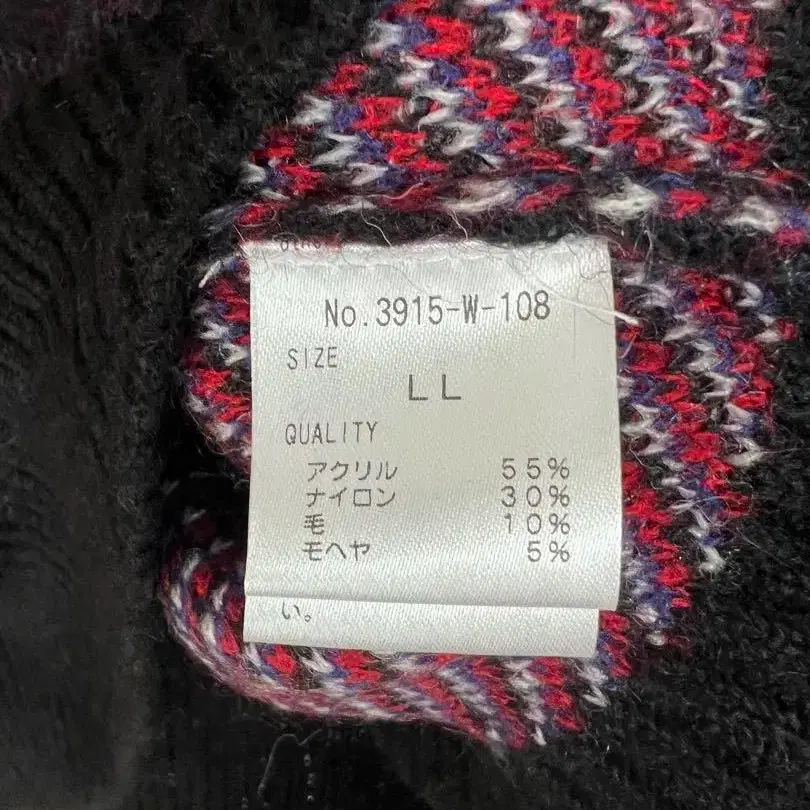 No.3915-W-108
SIZE
LL
QUALITY
アクリル 55%
ナイロン 30%
毛 10%
モヘヤ 5%
い。